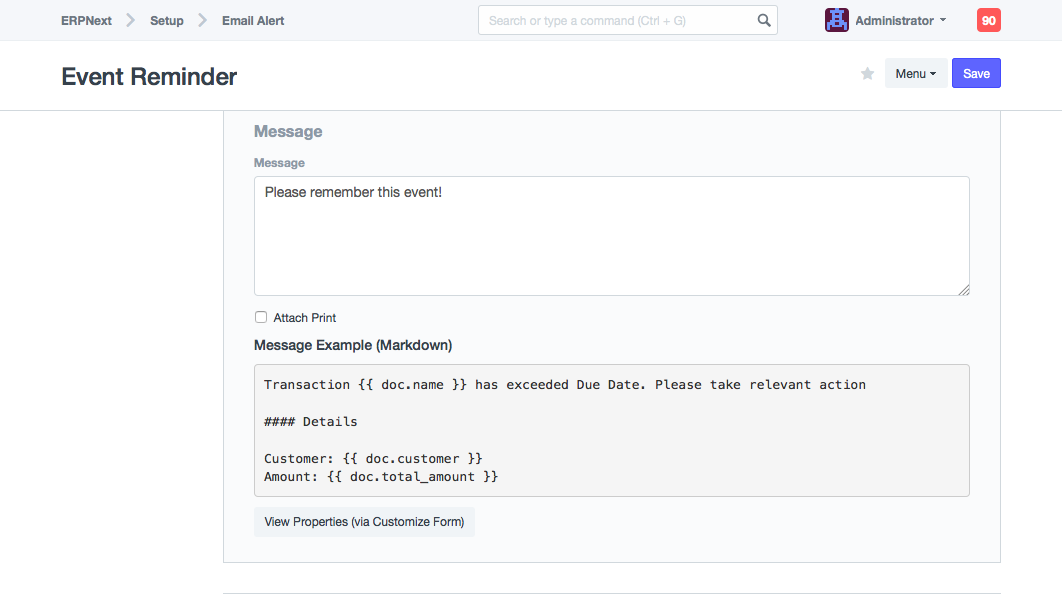 ERPNext Setup Email Alert Search or type a command (Ctrl + G) Administrator 90
Event Reminder Menu Save
Message
Message
Please remember this event!
Attach Print
Message Example (Markdown)
Transaction {{ doc.name }} has exceeded Due Date. Please take relevant action
#### Details
Customer: {{ doc.customer }}
Amount: {{ doc.total_amount }}
View Properties (via Customize Form)